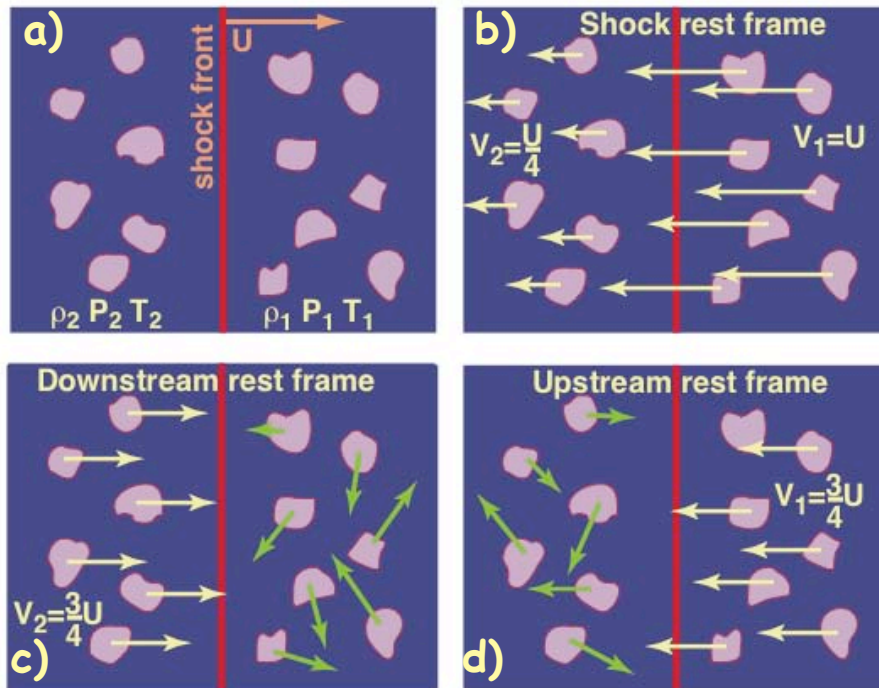 a)
shock front
U
ρ₂ P₂ T₂
ρ₁ P₁ T₁
b)
Shock rest frame
V₂=U/4
V₁=U
Downstream rest frame
V₂=3/4U
c)
Upstream rest frame
V₁=3/4U
d)